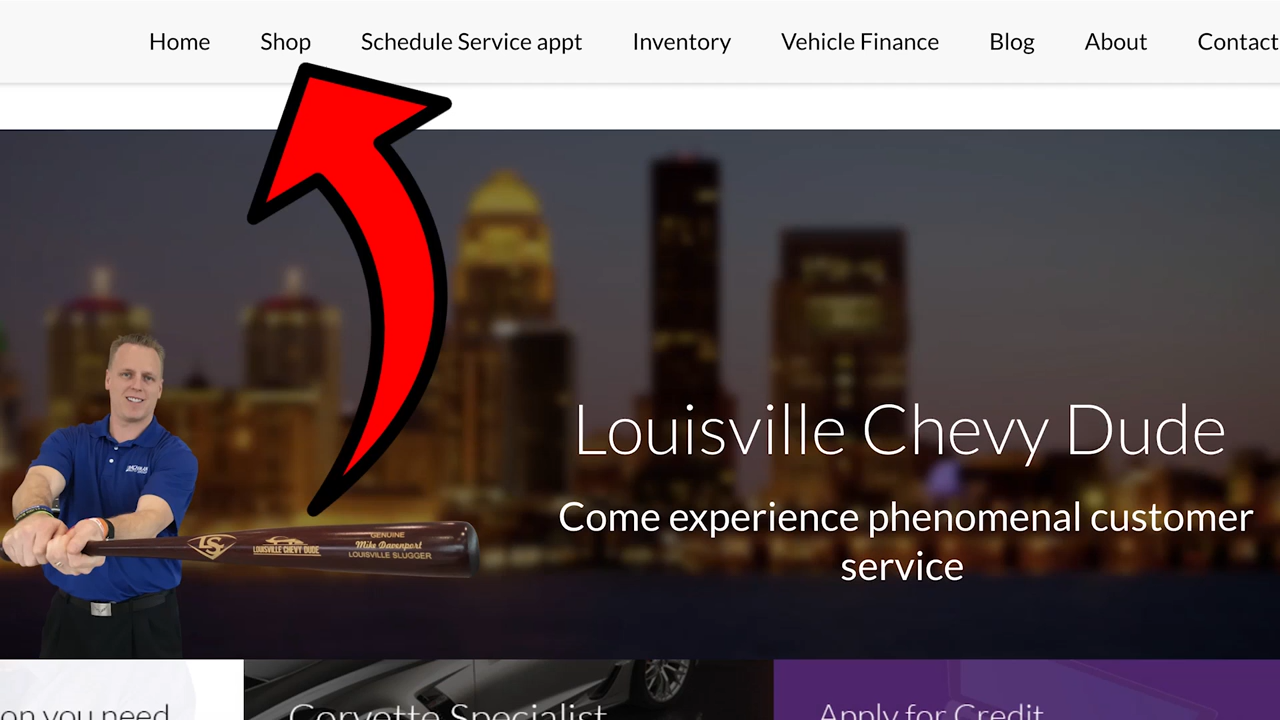 Home Shop Schedule Service appt Inventory Vehicle Finance Blog About Contact
Louisville Chevy Dude
Come experience phenomenal customer
service
LS
LOUISVILLE CHEVY DUDE
GENUINE
Mike Davenport
LOUISVILLE SLUGGER
on you need
Corvette Specialist
Apply for Credit